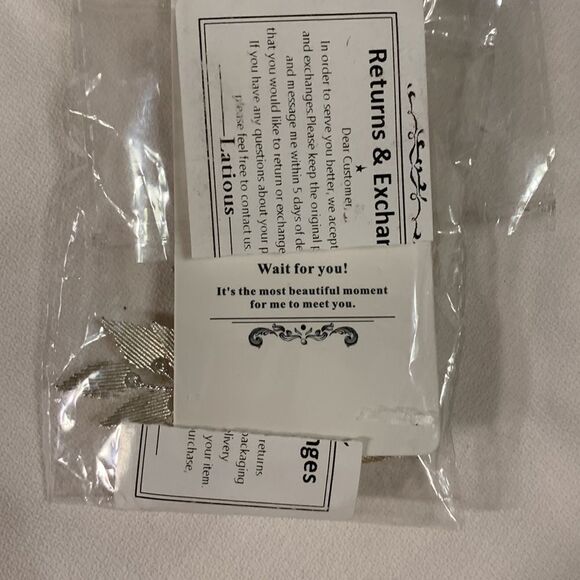 Returns & Exchan
Dear Customer,
In order to serve you better, we accept
and exchanges.Please keep the original p
and message me within 5 days of de
that you would like to return or exchange
If you have any questions about your p
please feel free to contact us.
Latious
Wait for you!
It's the most beautiful moment
for me to meet you.
nges
returns
packaging
livery
your item.
urchase,